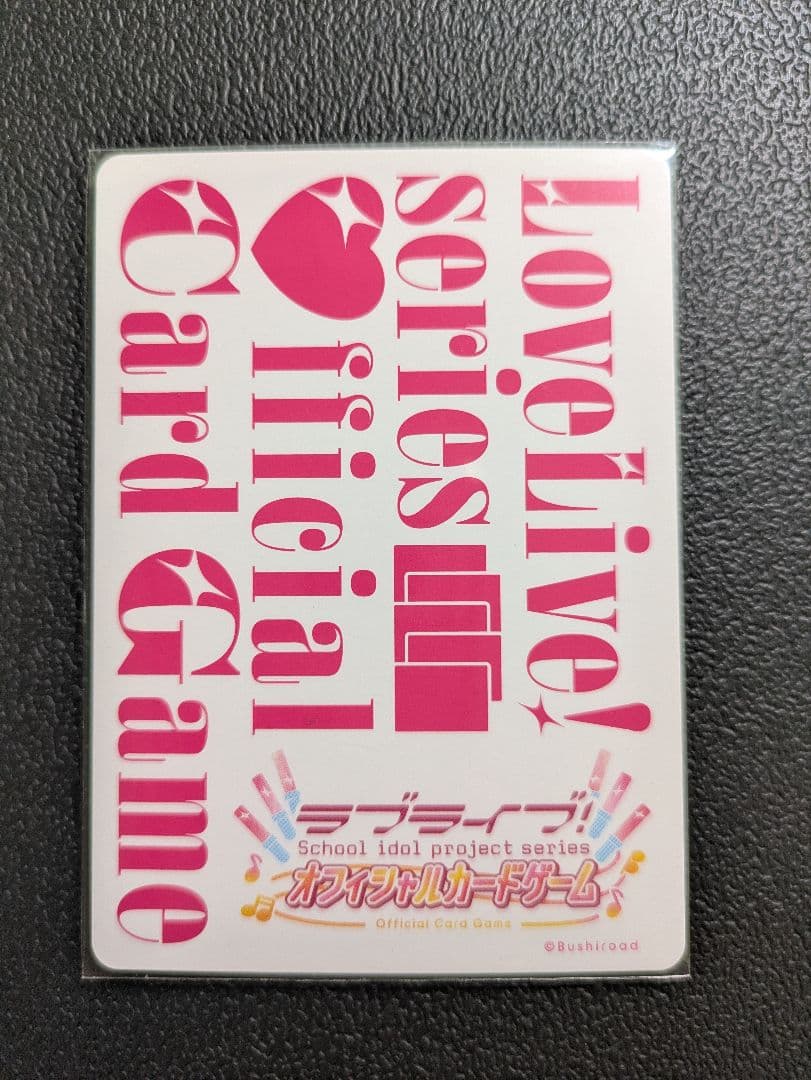 LoveLive!
series
♥fficial
Card Game
ラブライブ!
School idol project series
オフィシャルカードゲーム
Official Card Game
©Bushiroad